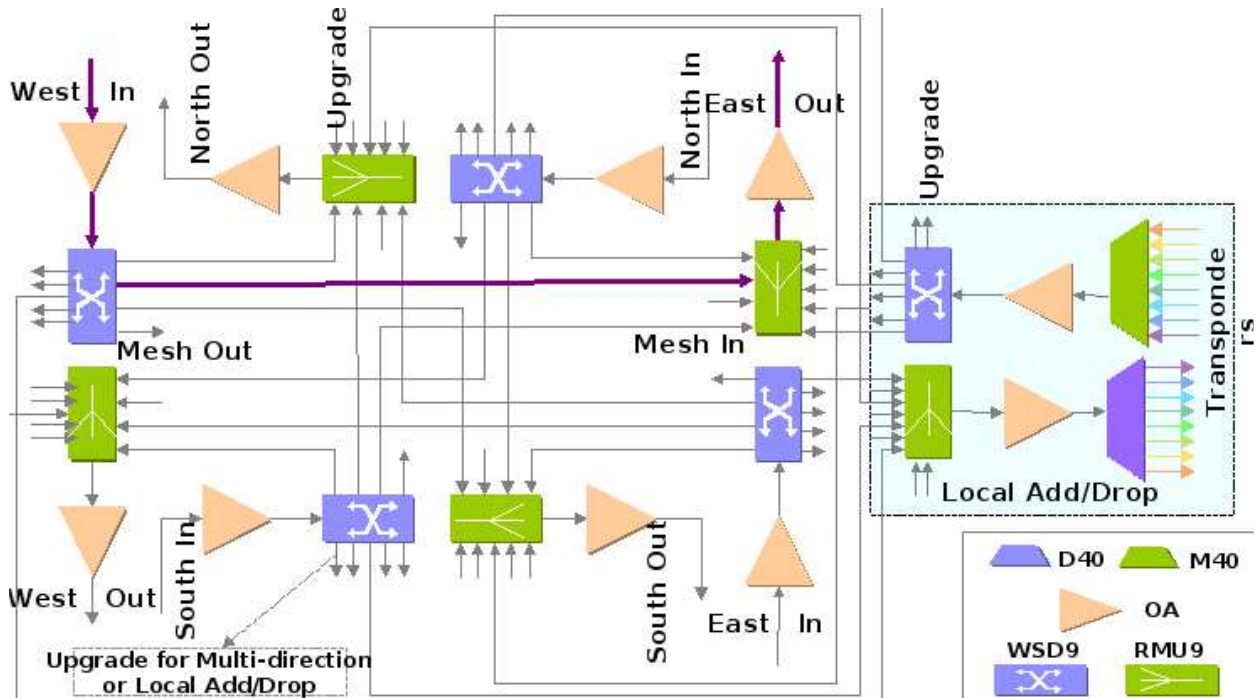 West In
North Out
Upgrade
North In
East Out
Upgrade
Mesh Out
Mesh In
Transponde
rs
Local Add/Drop
West Out
South In
South Out
East In
Upgrade for Multi-direction
or Local Add/Drop
D40
M40
OA
WSD9
RMU9